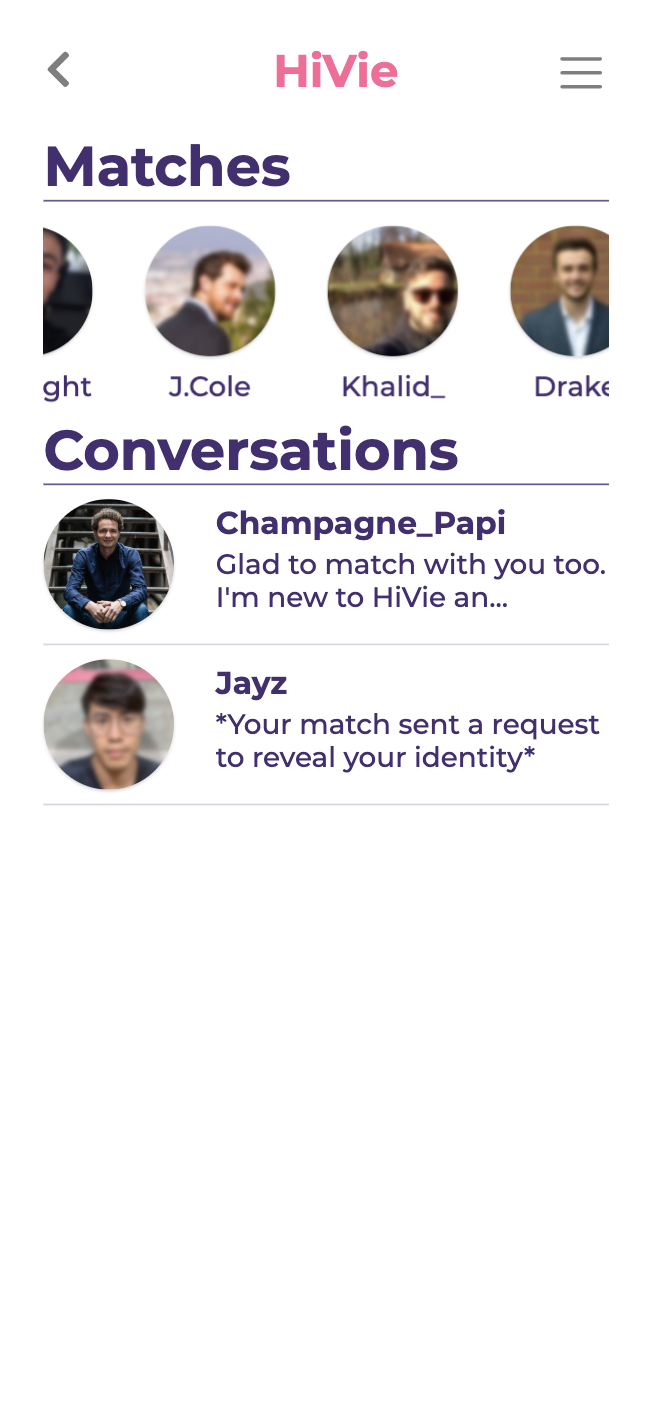 HiVie
Matches
ght J.Cole Khalid_ Drake
Conversations
Champagne_Papi
Glad to match with you too.
I'm new to HiVie an...
Jayz
*Your match sent a request
to reveal your identity*